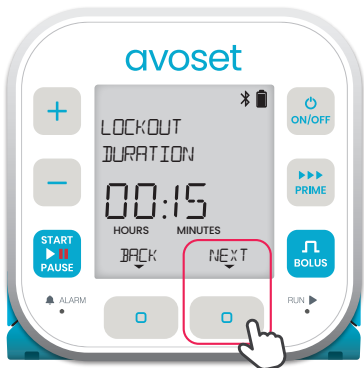 avoset
ON/OFF
LOCKOUT
DURATION
PRIME
00:15
HOURS MINUTES
START
PAUSE
BACK NEXT
BOLUS
ALARM
RUN